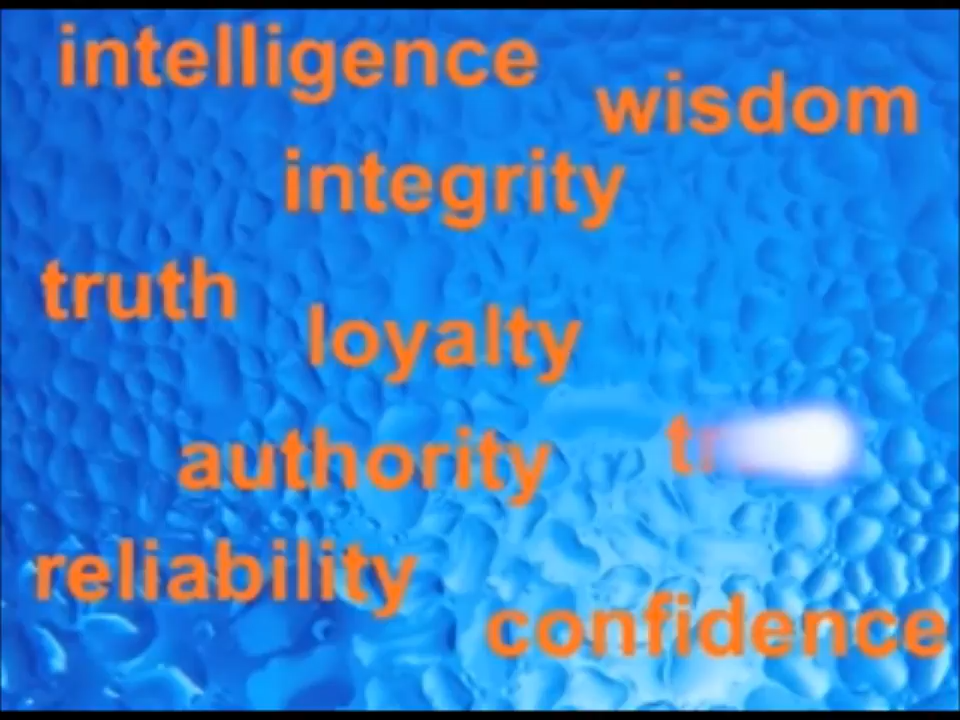 intelligence
wisdom
integrity
truth
loyalty
authority
reliability
confidence